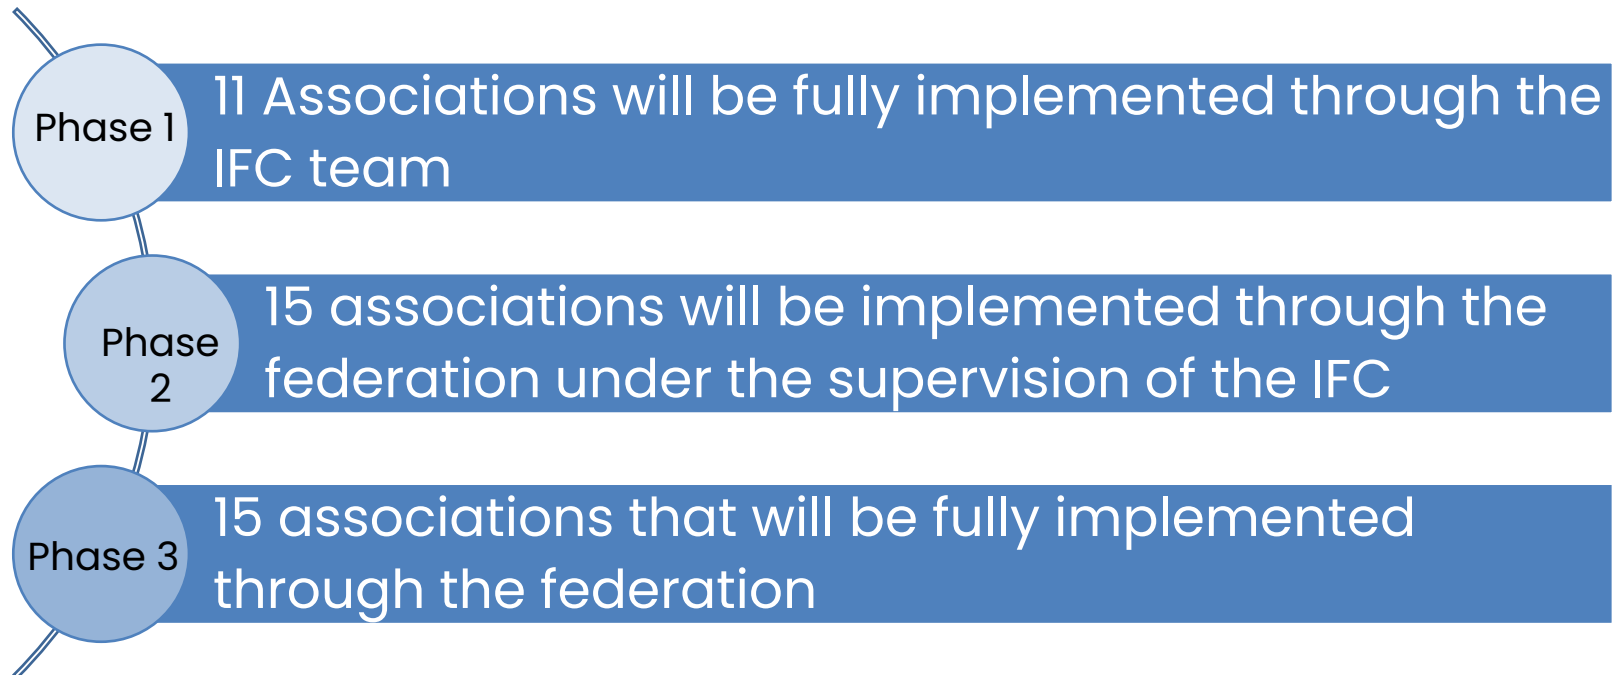 Phase 1
11 Associations will be fully implemented through the
IFC team
Phase
2
15 associations will be implemented through the
federation under the supervision of the IFC
Phase 3
15 associations that will be fully implemented
through the federation